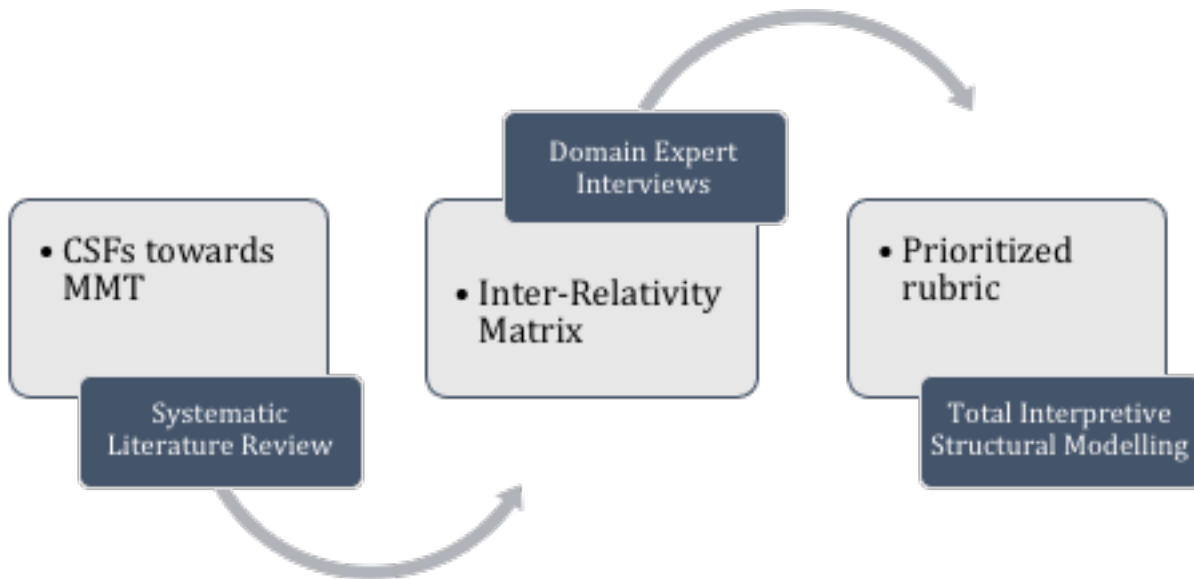 • CSFs towards
MMT
Systematic
Literature Review
Domain Expert
Interviews
• Inter-Relativity
Matrix
• Prioritized
rubric
Total Interpretive
Structural Modelling